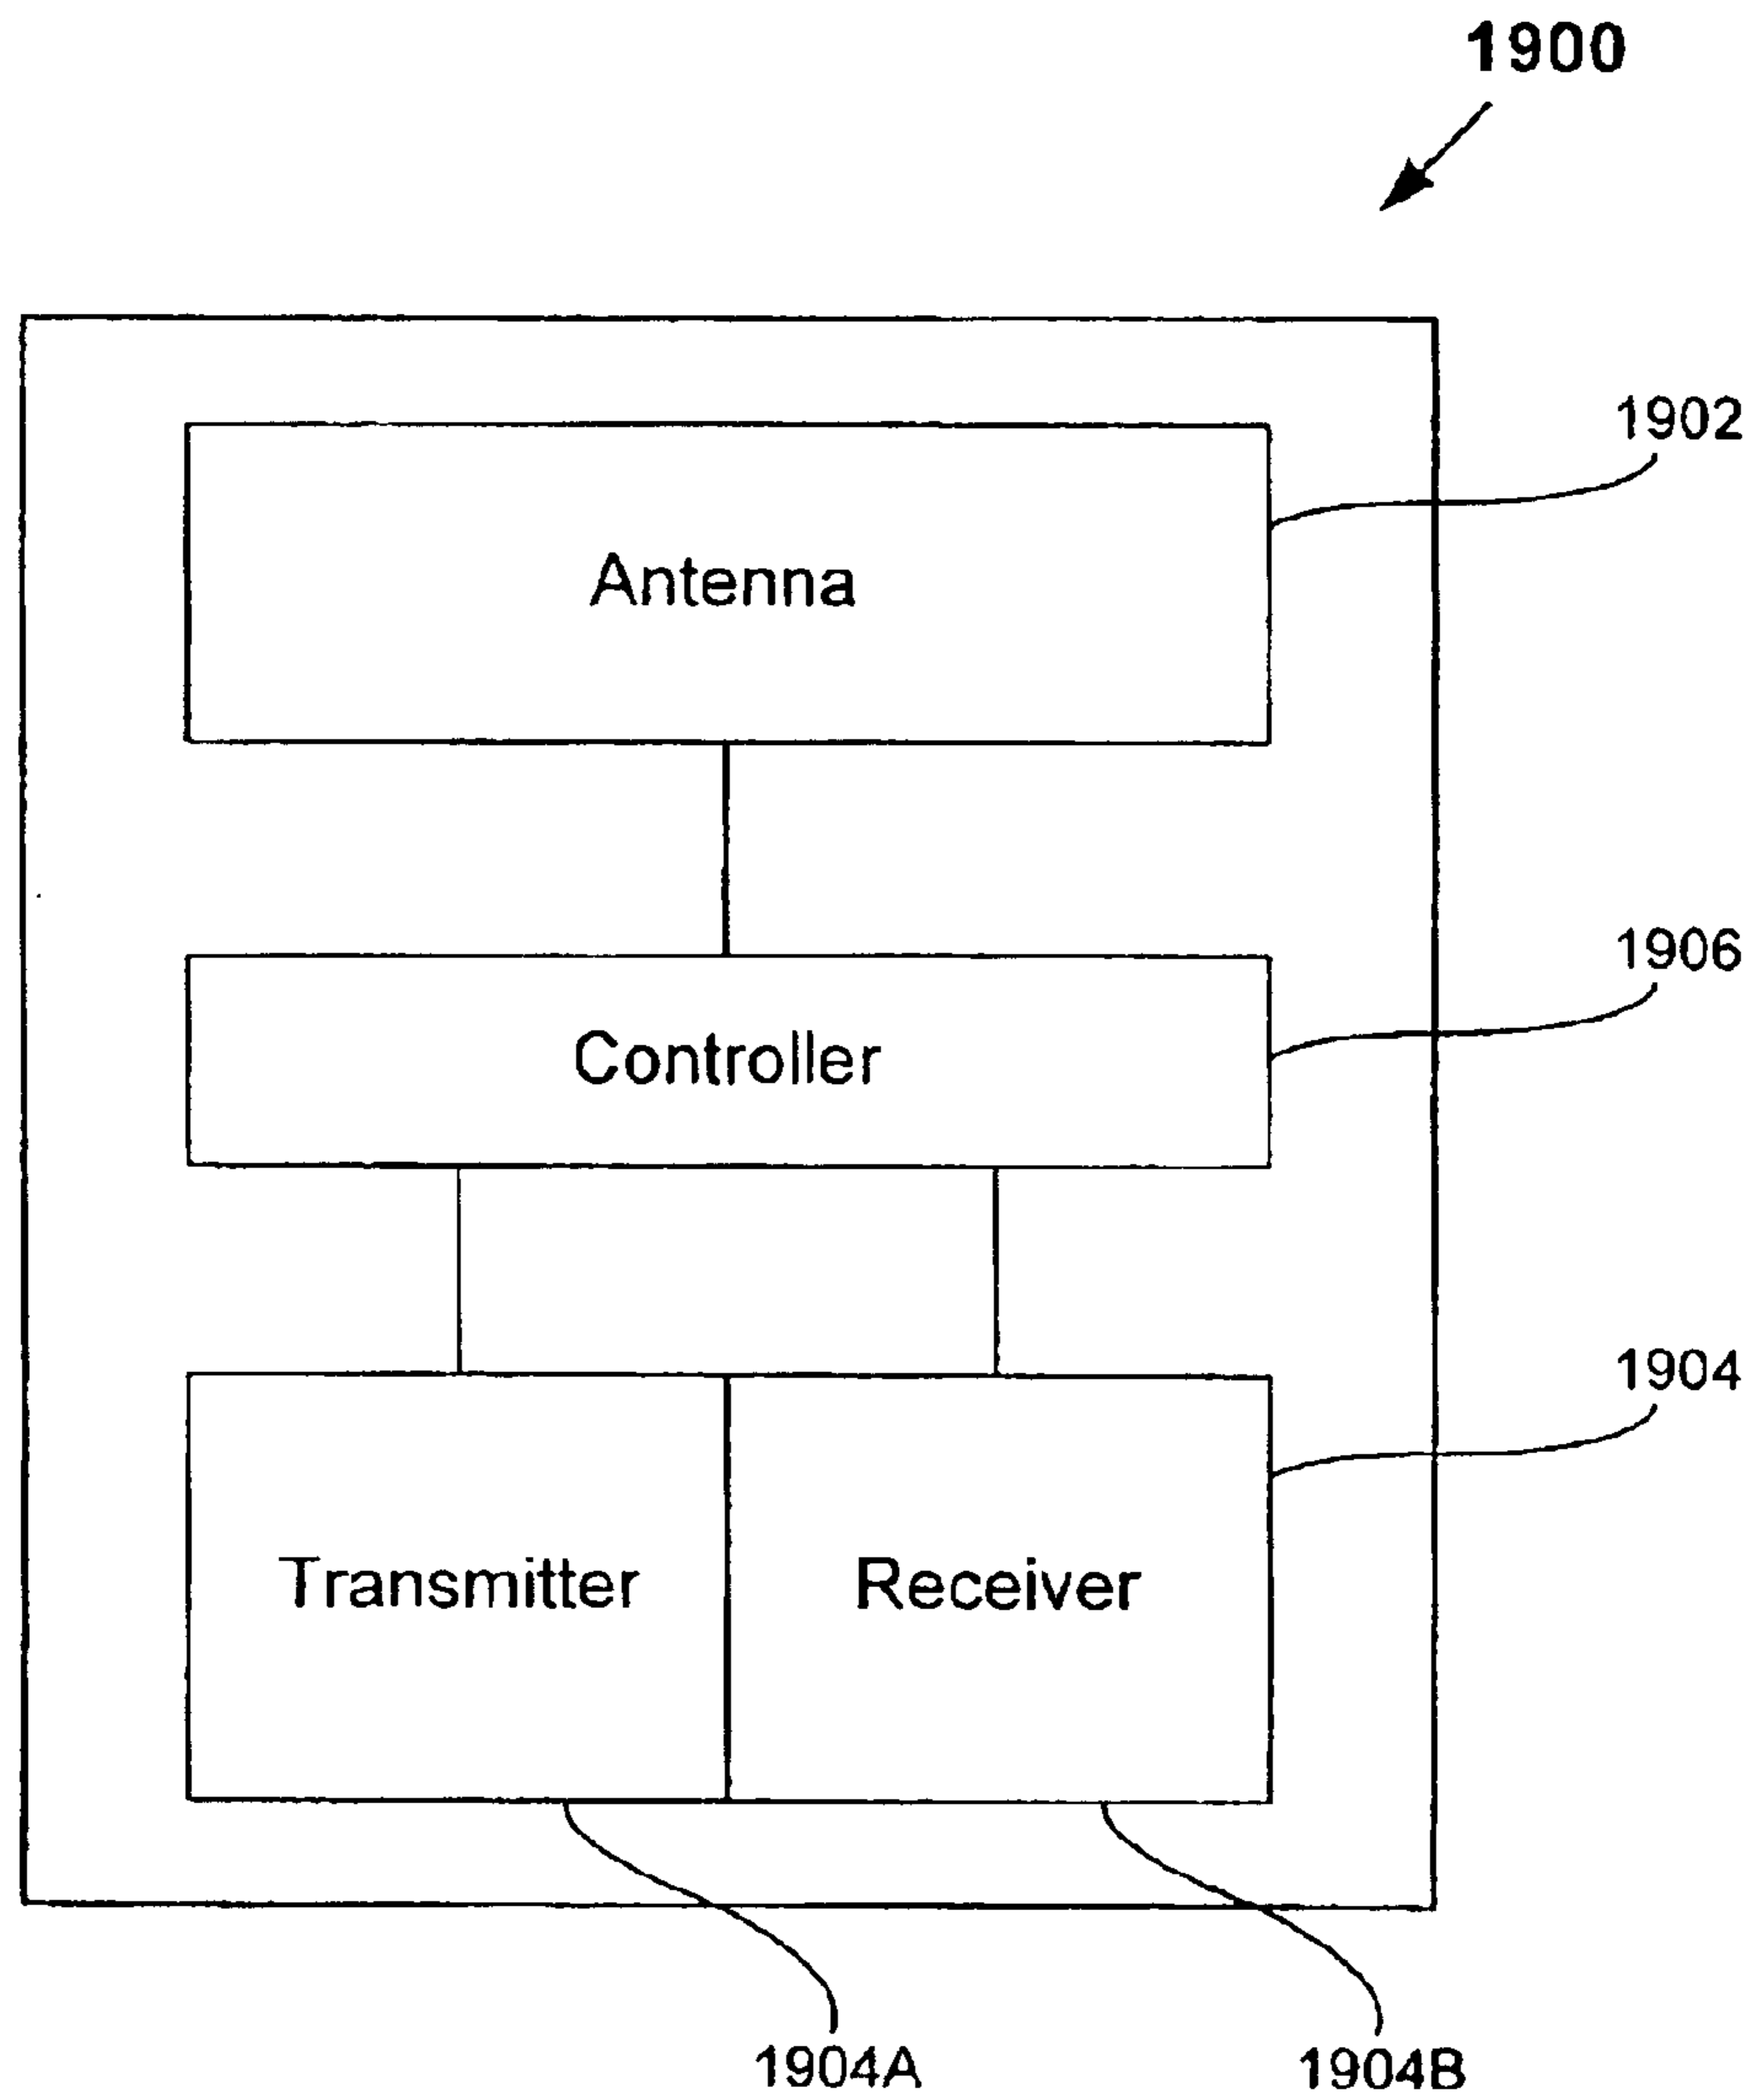 1900
1902
Antenna
1906
Controller
1904
Transmitter
Receiver
1904A
1904B